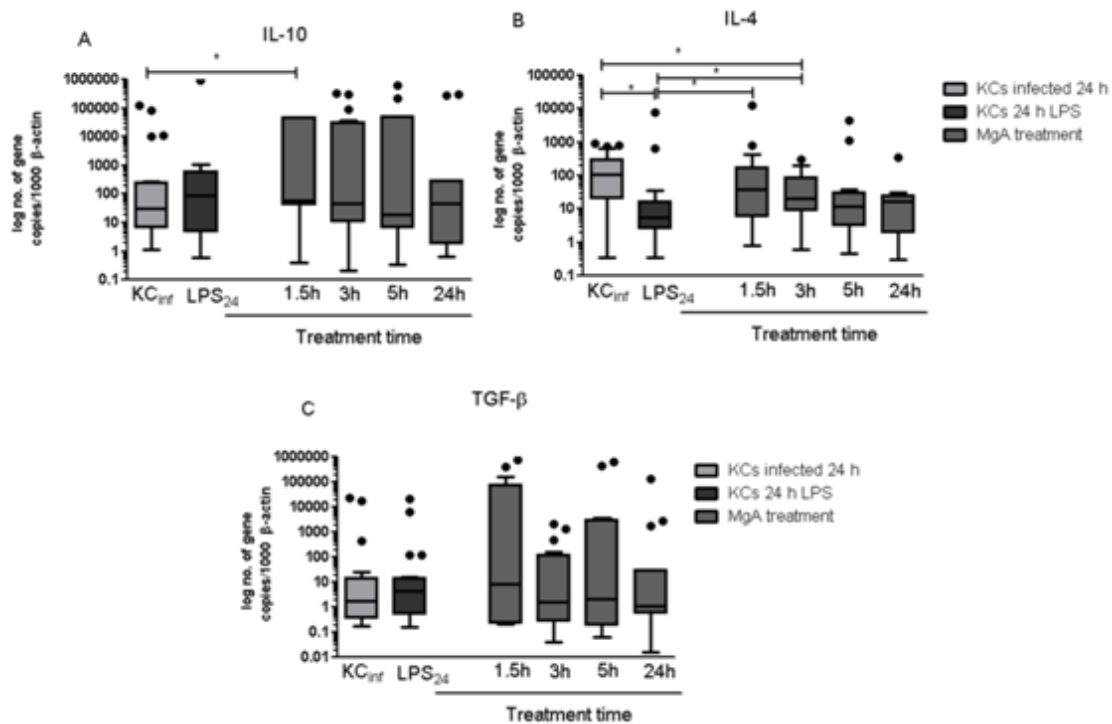 A
IL-10
*
1000000
100000
10000
1000
100
10
1
0.1
log no. of gene
copies/1000 β-actin
KCinf
LPS24
1.5h
3h
5h
24h
Treatment time
B
IL-4
*
*
*
*
100000
10000
1000
100
10
1
0.1
log no. of gene
copies/1000 β-actin
KCinf
LPS24
1.5h
3h
5h
24h
Treatment time
KCs infected 24 h
KCs 24 h LPS
MgA treatment
C
TGF-β
1000000
100000
10000
1000
100
10
1
0.1
0.01
log no. of gene
copies/1000 β-actin
KCinf
LPS24
1.5h
3h
5h
24h
Treatment time
KCs infected 24 h
KCs 24 h LPS
MgA treatment